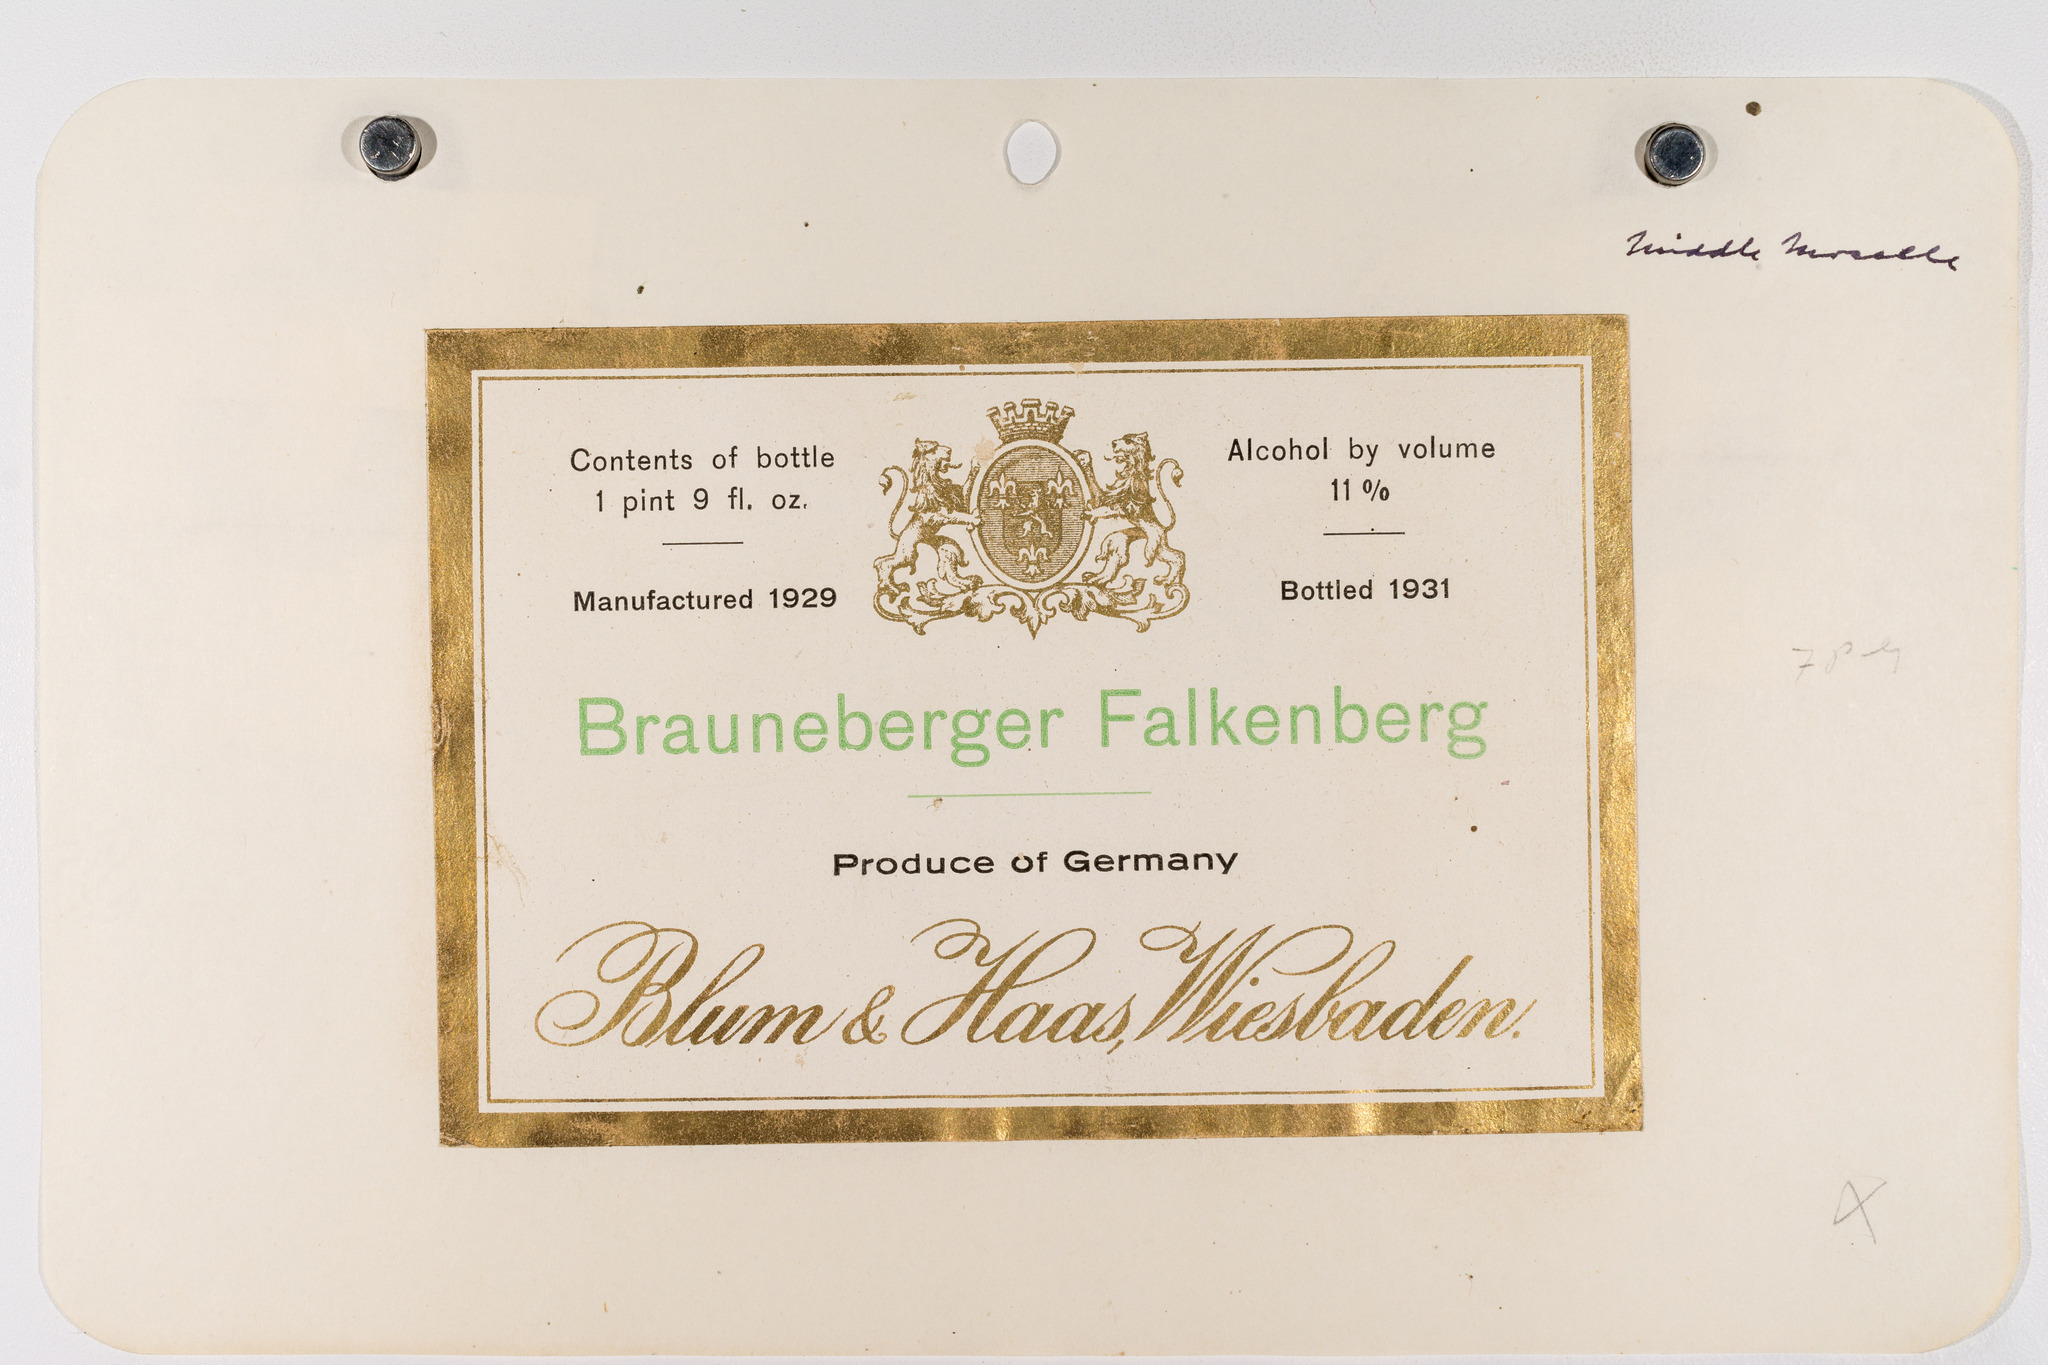 Middle Moselle
Contents of bottle
1 pint 9 fl. oz.
Manufactured 1929
Alcohol by volume
11 %
Bottled 1931
Brauneberger Falkenberg
Produce of Germany
Blum & Haas, Wiesbaden.